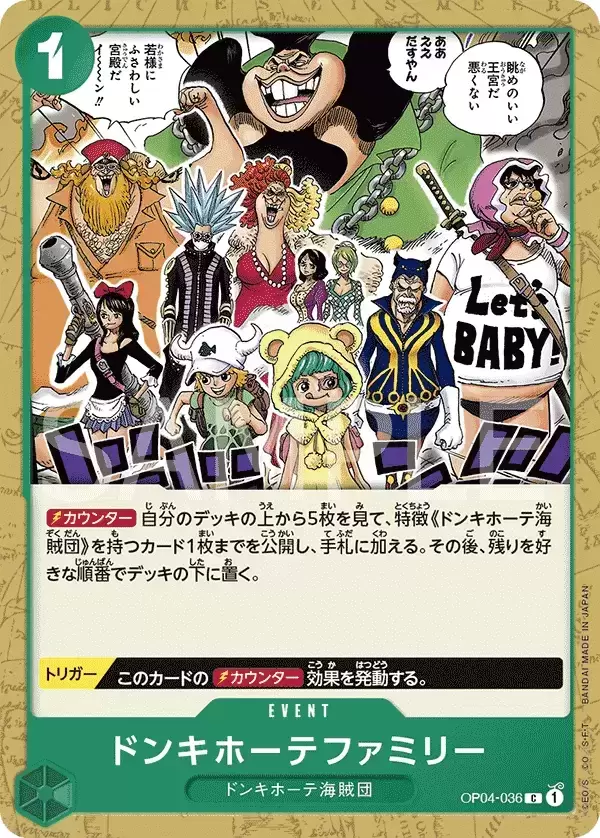 DLICHES EIS MEER
1
若様に
ふさわしい
宮殿だ
イ〜〜〜ン!!
ああ
ええ
だすやん
眺めのいい
王宮だ
悪くない
Let's
BABY!
SAMPLE
カウンター 自分のデッキの上から5枚を見て、特徴《ドンキホーテ海
賊団》を持つカード1枚までを公開し、手札に加える。その後、残りを好
きな順番でデッキの下に置く。
トリガー このカードの カウンター 効果を発動する。
EVENT
ドンキホーテファミリー
ドンキホーテ海賊団
OP04-036 C 1
©E.O/S. CO S.-F.T. BANDAI MADE IN JAPAN